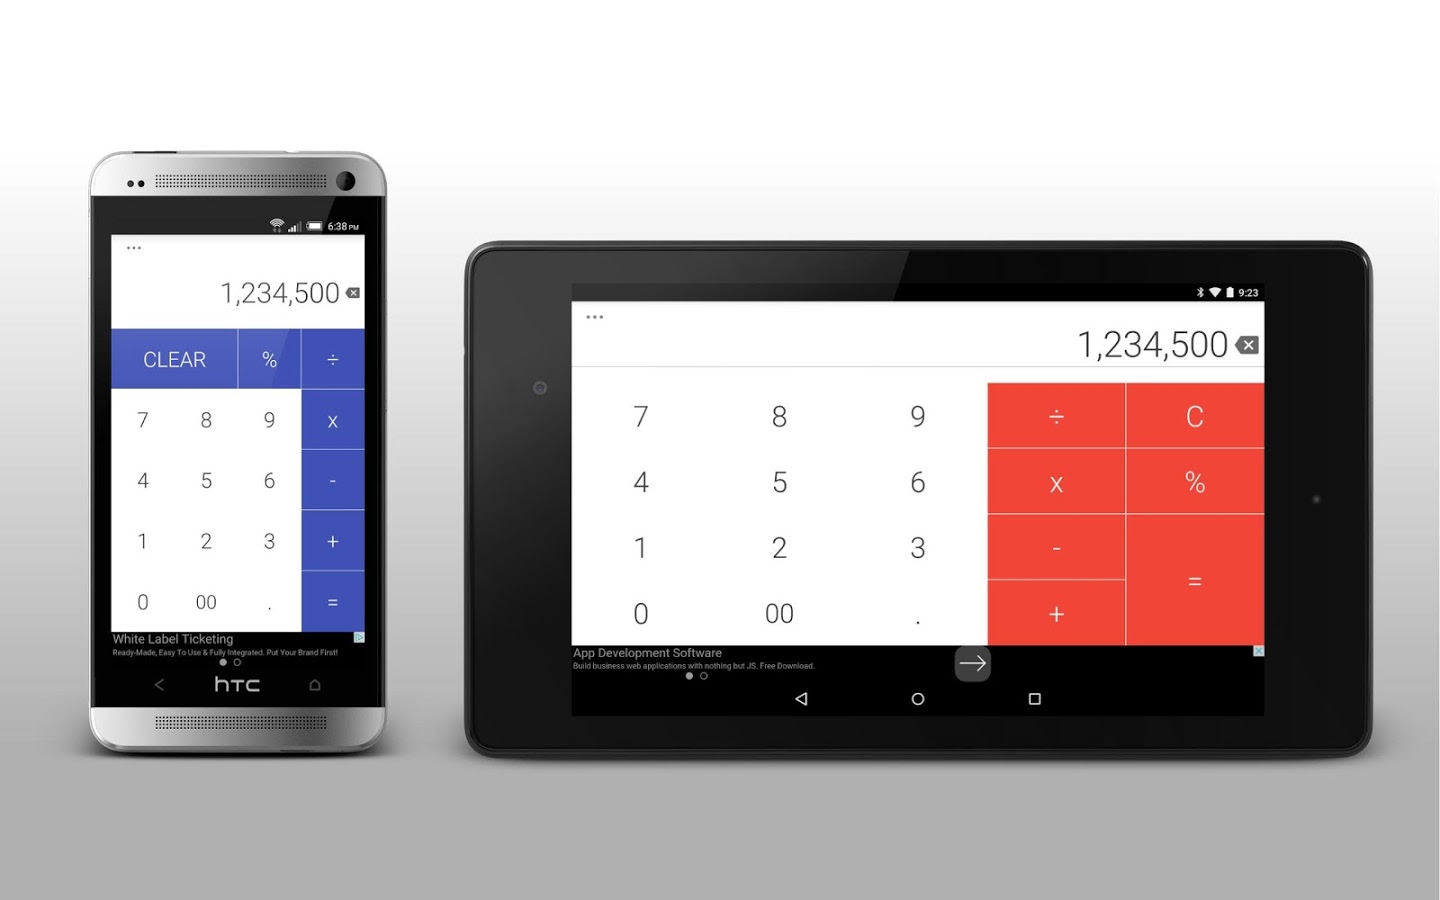 6:38 PM
...
1,234,500
CLEAR % ÷
7 8 9 x
4 5 6 -
1 2 3 +
0 00 . =
White Label Ticketing
Ready-Made, Easy To Use & Fully Integrated. Put Your Brand First!
hTC
9:23
...
1,234,500
7 8 9 ÷ C
4 5 6 x %
1 2 3 -
=
0 00 . +
App Development Software
Build business web applications with nothing but JS. Free Download.